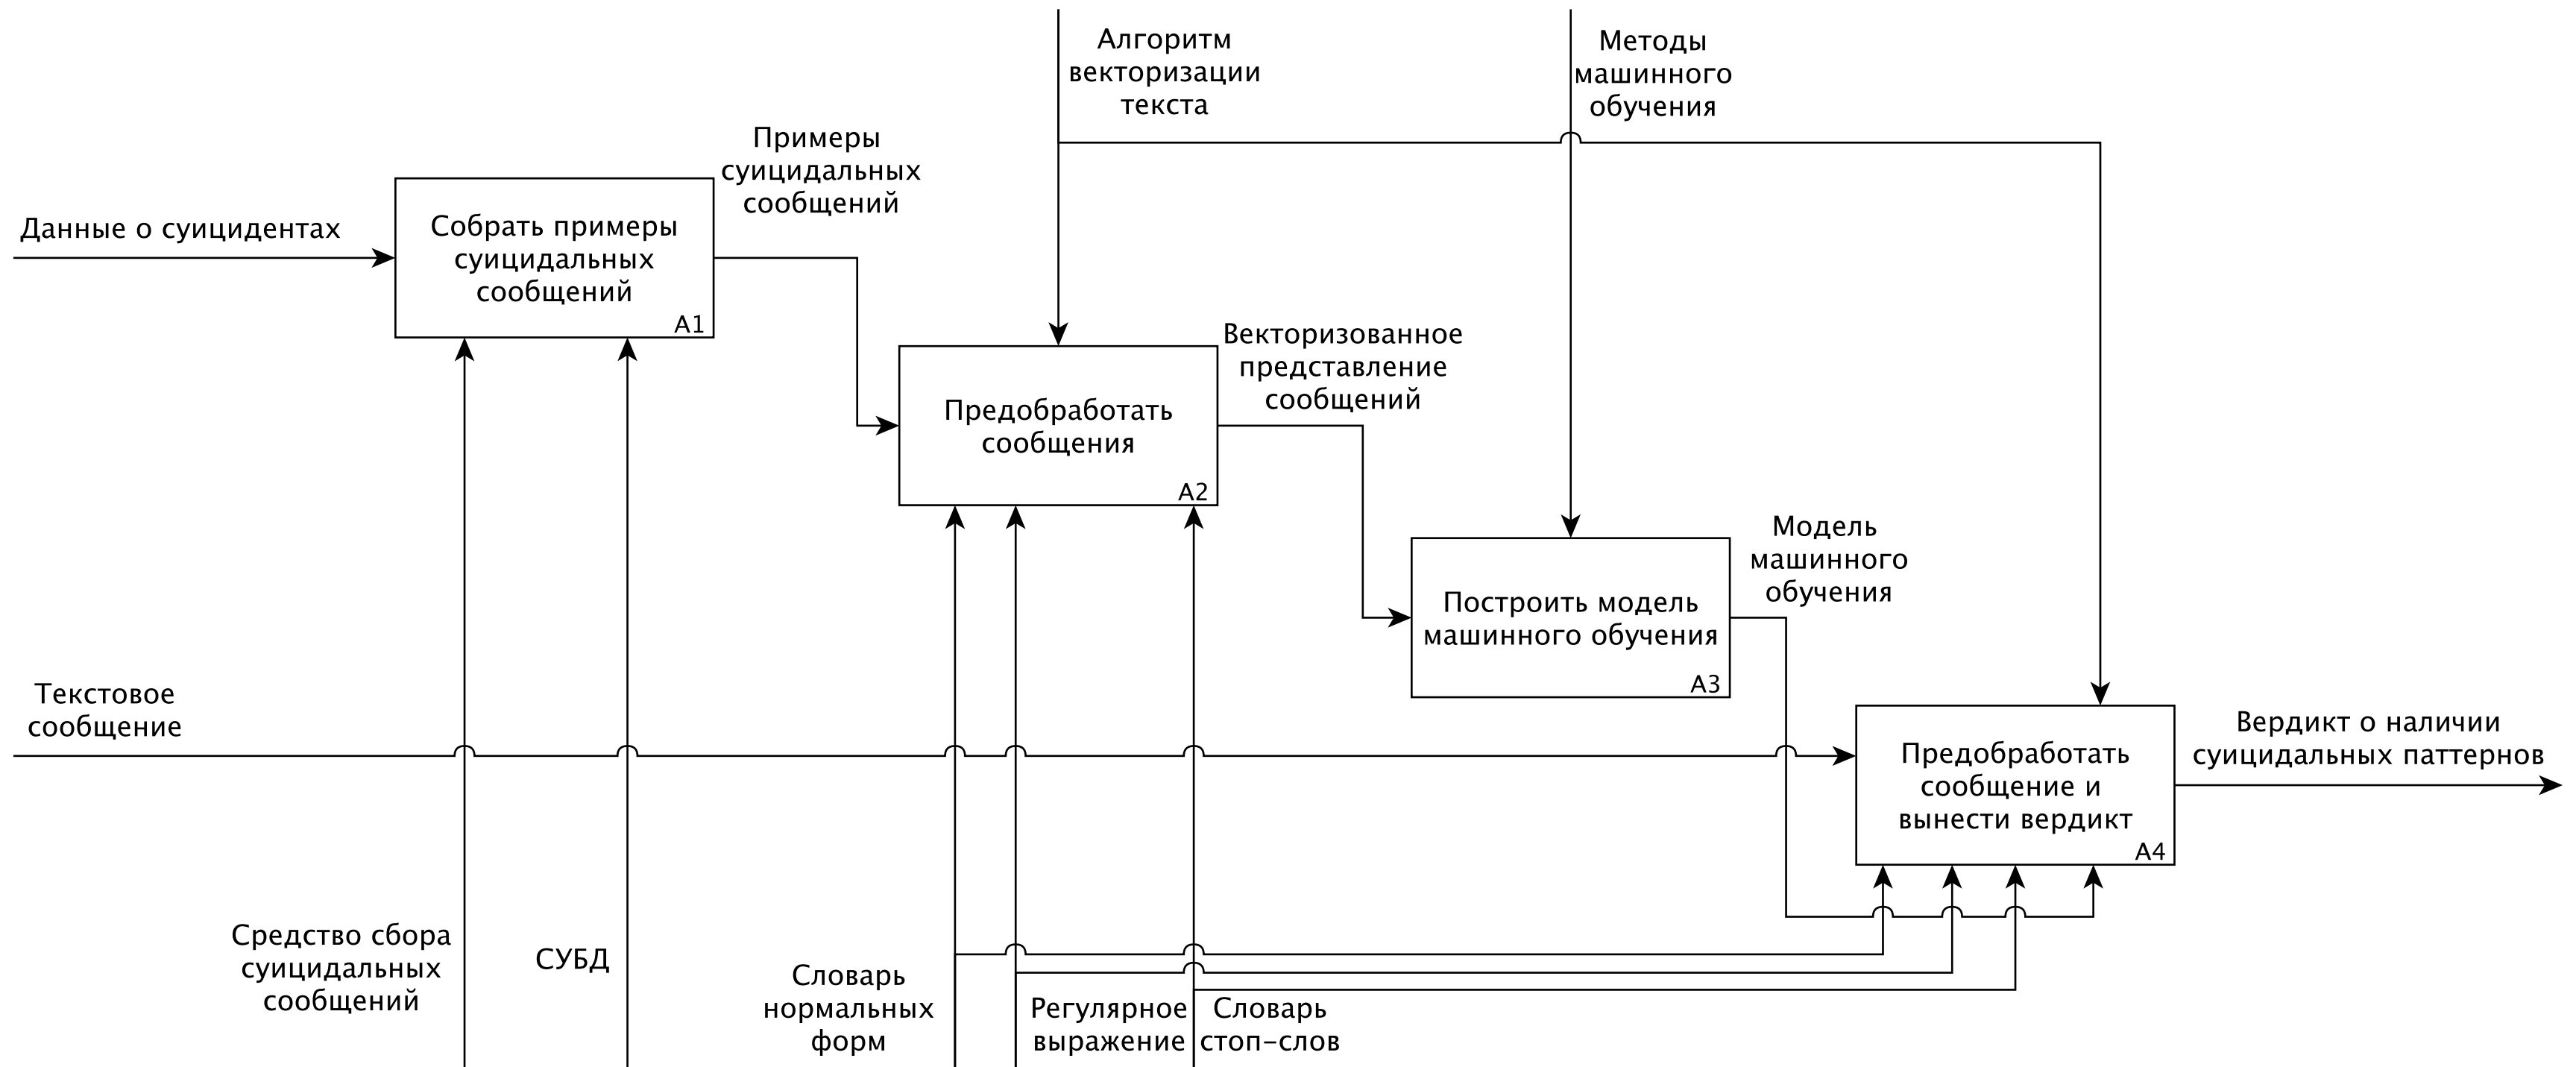 Алгоритм
векторизации
текста
Методы
машинного
обучения
Примеры
суицидальных
сообщений
Данные о суицидентах
Собрать примеры
суицидальных
сообщений
A1
Векторизованное
представление
сообщений
Предобработать
сообщения
A2
Модель
машинного
обучения
Построить модель
машинного обучения
A3
Текстовое
сообщение
Предобработать
сообщение и
вынести вердикт
A4
Вердикт о наличии
суицидальных паттернов
Средство сбора
суицидальных
сообщений
СУБД
Словарь
нормальных
форм
Регулярное
выражение
Словарь
стоп-слов